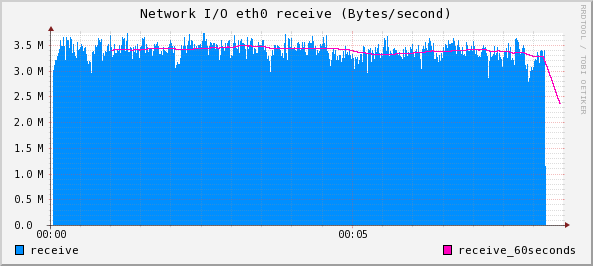 Network I/O eth0 receive (Bytes/second)
RRDTOOL / TOBI OETIKER
3.5 M
3.0 M
2.5 M
2.0 M
1.5 M
1.0 M
0.5 M
0.0
00:00 00:05
receive receive_60seconds